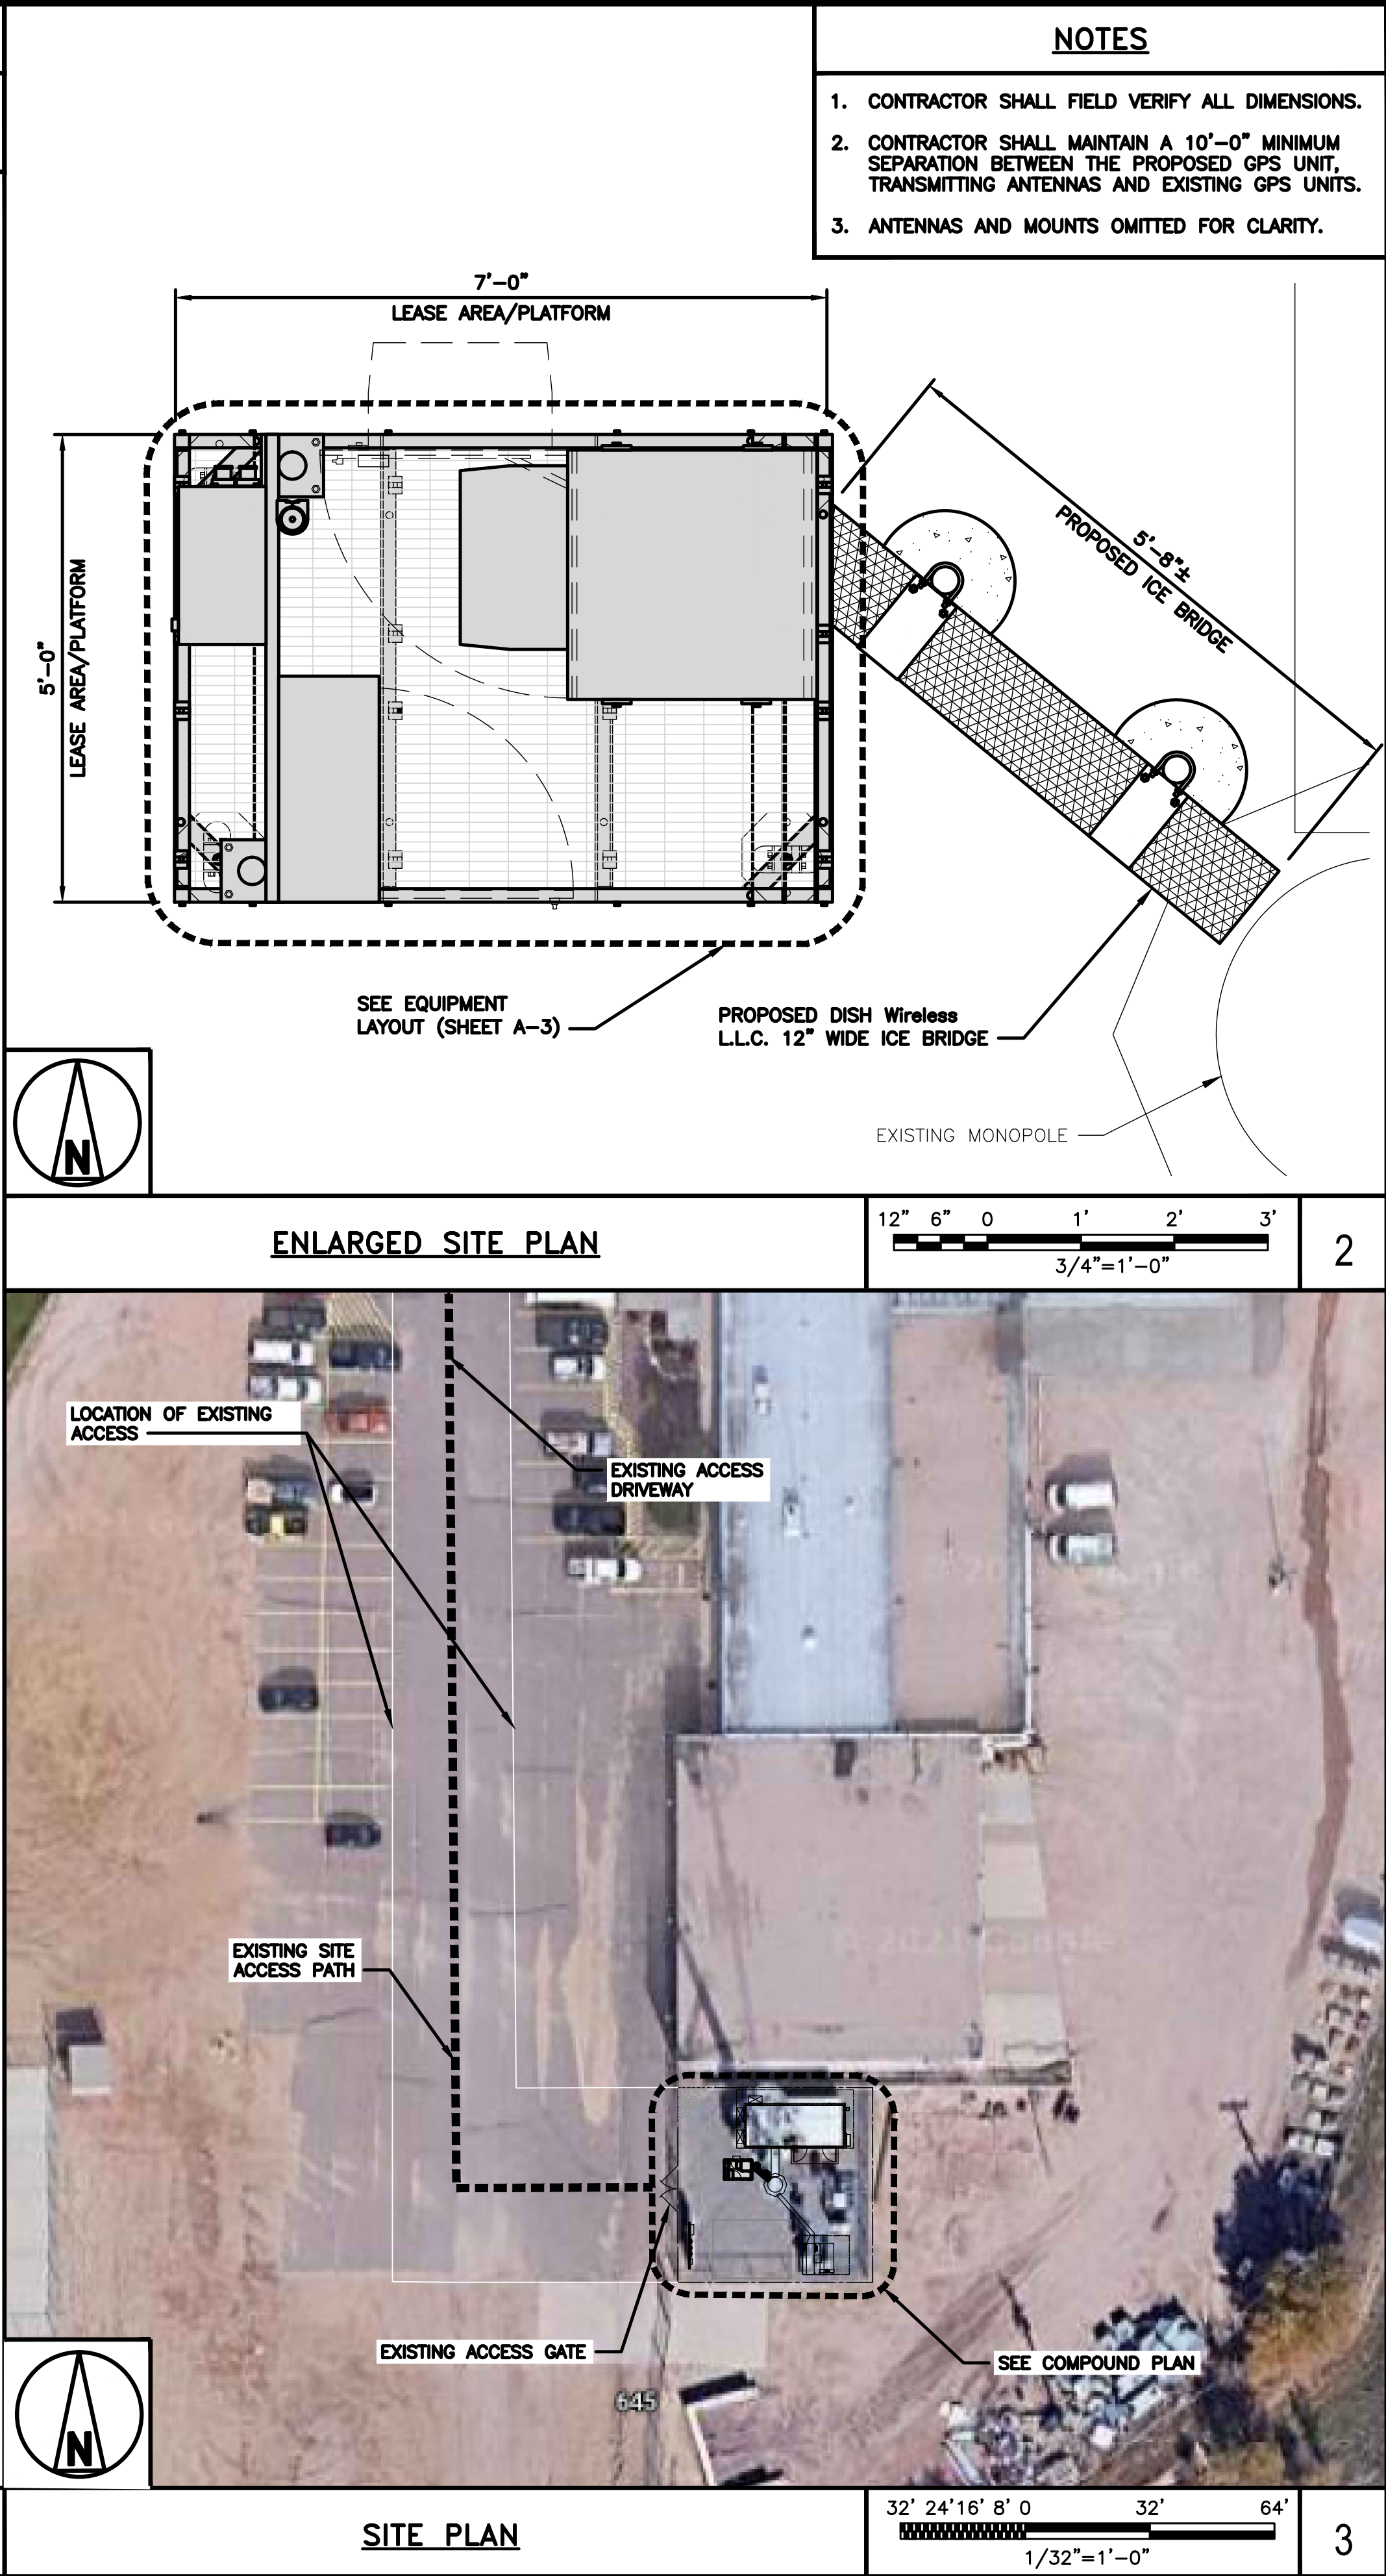 NOTES
1. CONTRACTOR SHALL FIELD VERIFY ALL DIMENSIONS.
2. CONTRACTOR SHALL MAINTAIN A 10'-0" MINIMUM
SEPARATION BETWEEN THE PROPOSED GPS UNIT,
TRANSMITTING ANTENNAS AND EXISTING GPS UNITS.
3. ANTENNAS AND MOUNTS OMITTED FOR CLARITY.
7'-0"
LEASE AREA/PLATFORM
5'-0"
LEASE AREA/PLATFORM
5'-8"±
PROPOSED ICE BRIDGE
SEE EQUIPMENT
LAYOUT (SHEET A-3)
PROPOSED DISH Wireless
L.L.C. 12" WIDE ICE BRIDGE
EXISTING MONOPOLE
N
ENLARGED SITE PLAN
12" 6" 0 1' 2' 3'
3/4"=1'-0"
2
LOCATION OF EXISTING
ACCESS
EXISTING ACCESS
DRIVEWAY
EXISTING SITE
ACCESS PATH
EXISTING ACCESS GATE
SEE COMPOUND PLAN
645
N
SITE PLAN
32' 24' 16' 8' 0 32' 64'
1/32"=1'-0"
3